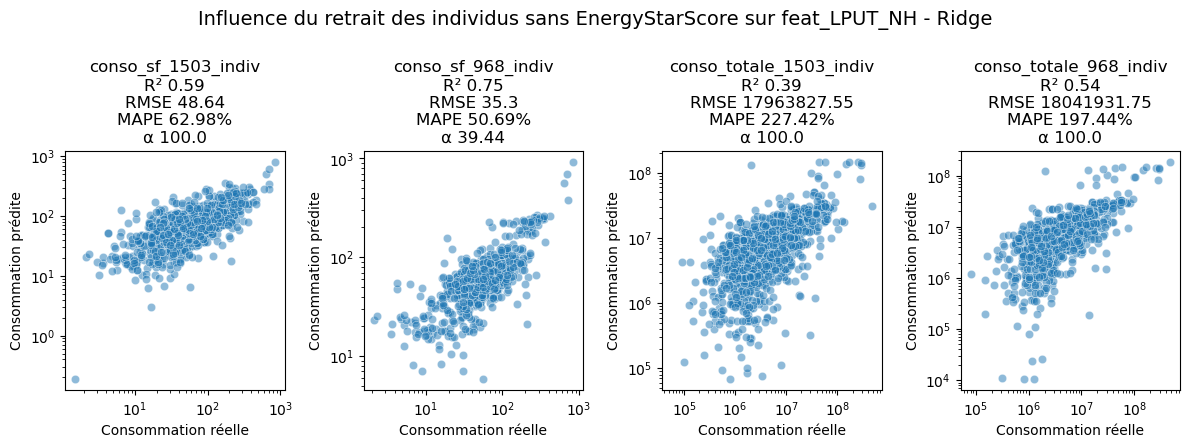 Influence du retrait des individus sans EnergyStarScore sur feat_LPUT_NH - Ridge
conso_sf_1503_indiv
R² 0.59
RMSE 48.64
MAPE 62.98%
α 100.0
conso_sf_968_indiv
R² 0.75
RMSE 35.3
MAPE 50.69%
α 39.44
conso_totale_1503_indiv
R² 0.39
RMSE 17963827.55
MAPE 227.42%
α 100.0
conso_totale_968_indiv
R² 0.54
RMSE 18041931.75
MAPE 197.44%
α 100.0
Consommation prédite
10³
10²
10¹
10⁰
10¹ 10² 10³
Consommation réelle
Consommation prédite
10³
10²
10¹
10¹ 10² 10³
Consommation réelle
Consommation prédite
10⁸
10⁷
10⁶
10⁵
10⁵ 10⁶ 10⁷ 10⁸
Consommation réelle
Consommation prédite
10⁸
10⁷
10⁶
10⁵
10⁴
10⁵ 10⁶ 10⁷ 10⁸
Consommation réelle